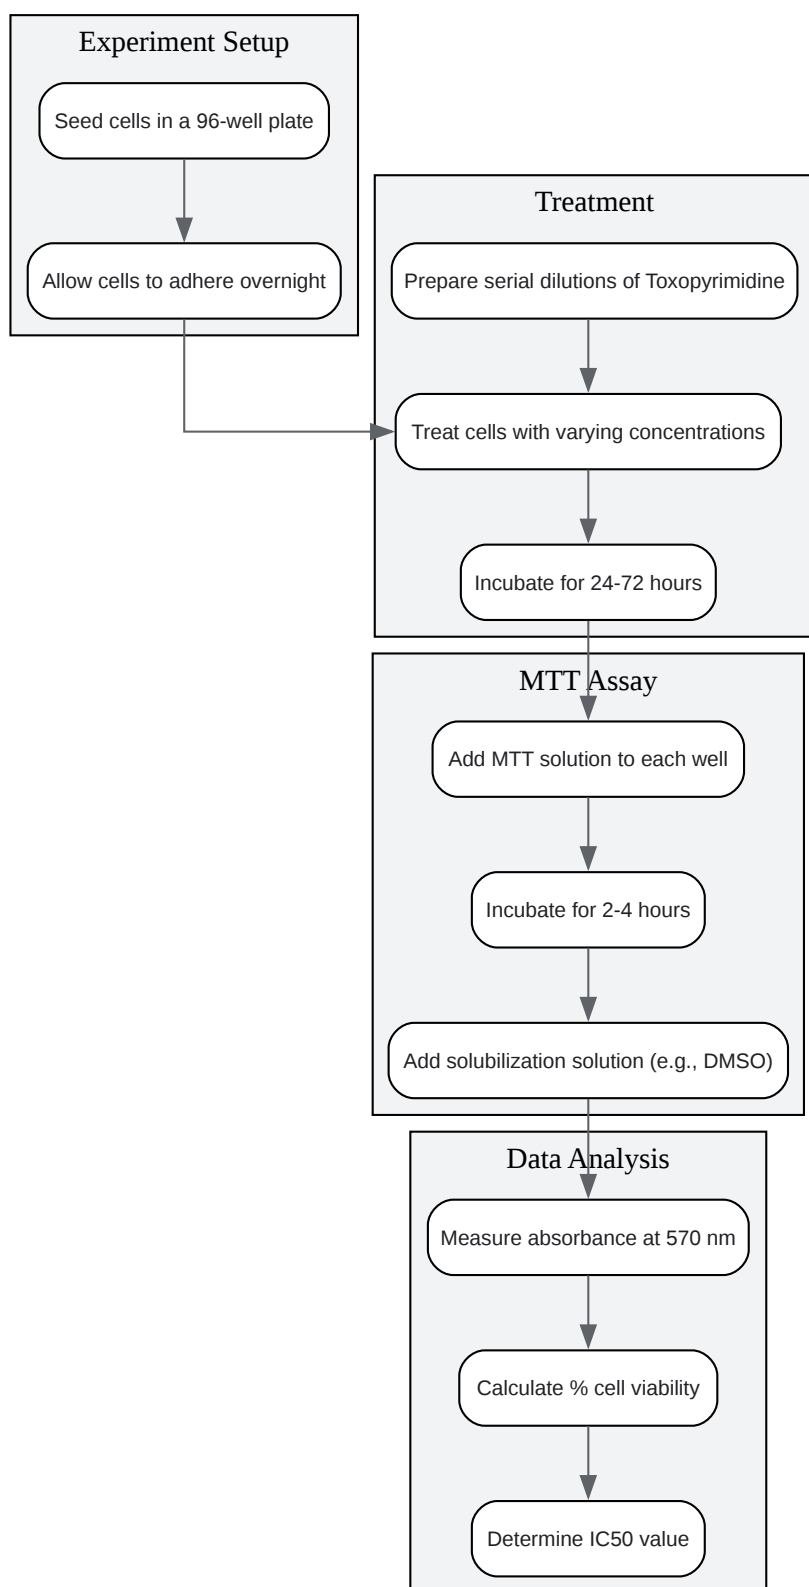 Experiment Setup
Seed cells in a 96-well plate
Allow cells to adhere overnight
Treatment
Prepare serial dilutions of Toxopyrimidine
Treat cells with varying concentrations
Incubate for 24-72 hours
MTT Assay
Add MTT solution to each well
Incubate for 2-4 hours
Add solubilization solution (e.g., DMSO)
Data Analysis
Measure absorbance at 570 nm
Calculate % cell viability
Determine IC50 value